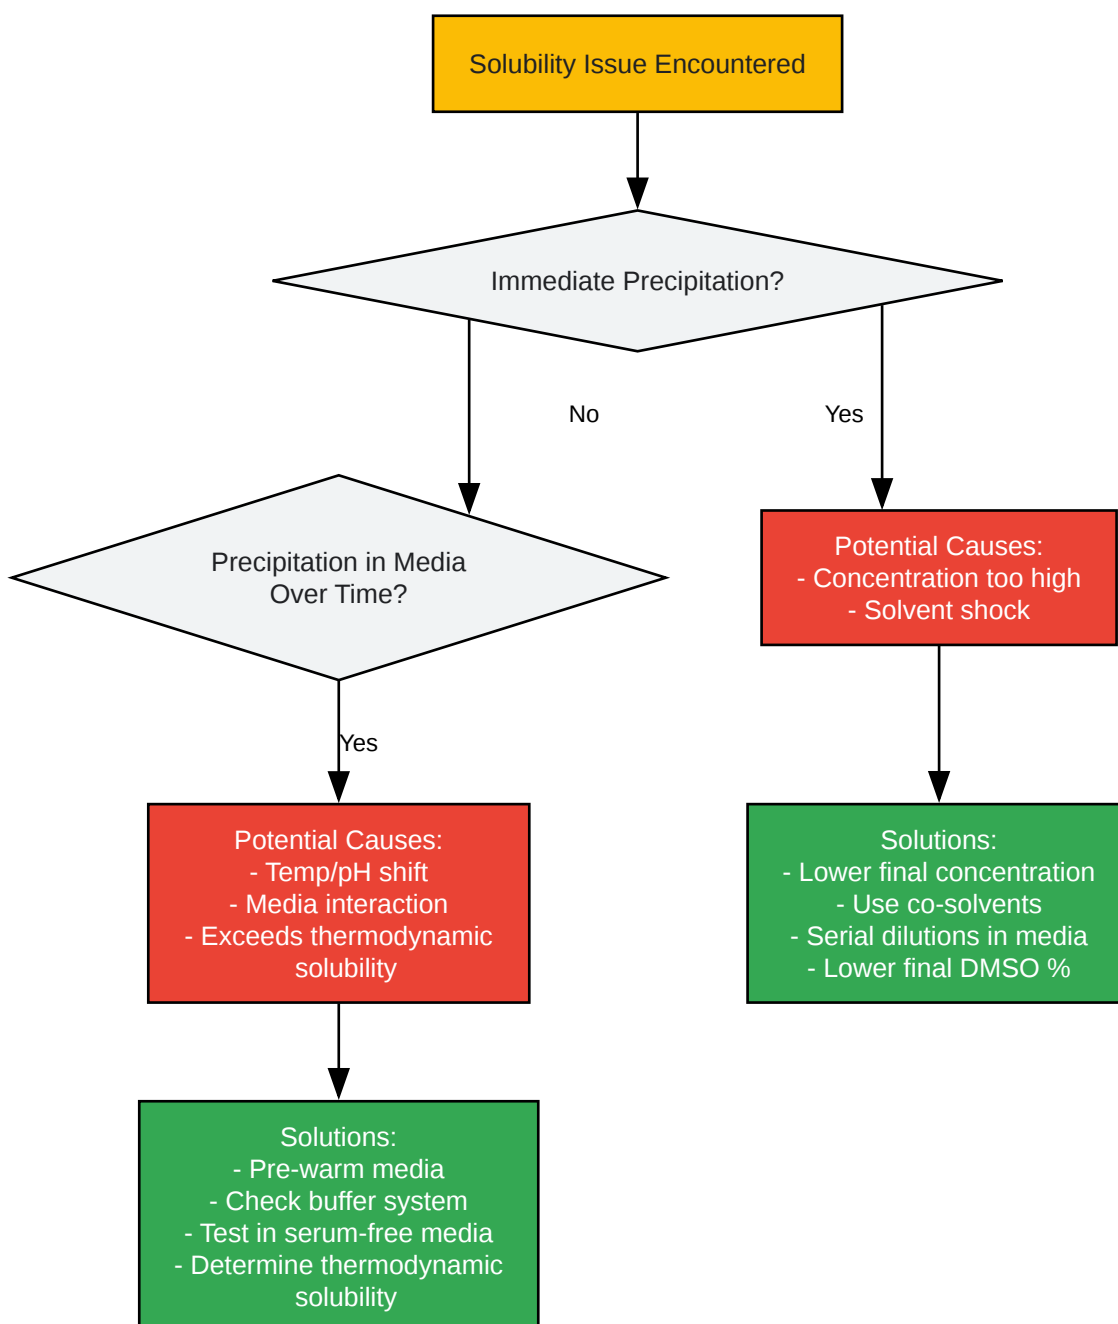 Solubility Issue Encountered
Immediate Precipitation?
No
Yes
Precipitation in Media
Over Time?
Potential Causes:
- Concentration too high
- Solvent shock
Yes
Potential Causes:
- Temp/pH shift
- Media interaction
- Exceeds thermodynamic
solubility
Solutions:
- Lower final concentration
- Use co-solvents
- Serial dilutions in media
- Lower final DMSO %
Solutions:
- Pre-warm media
- Check buffer system
- Test in serum-free media
- Determine thermodynamic
solubility